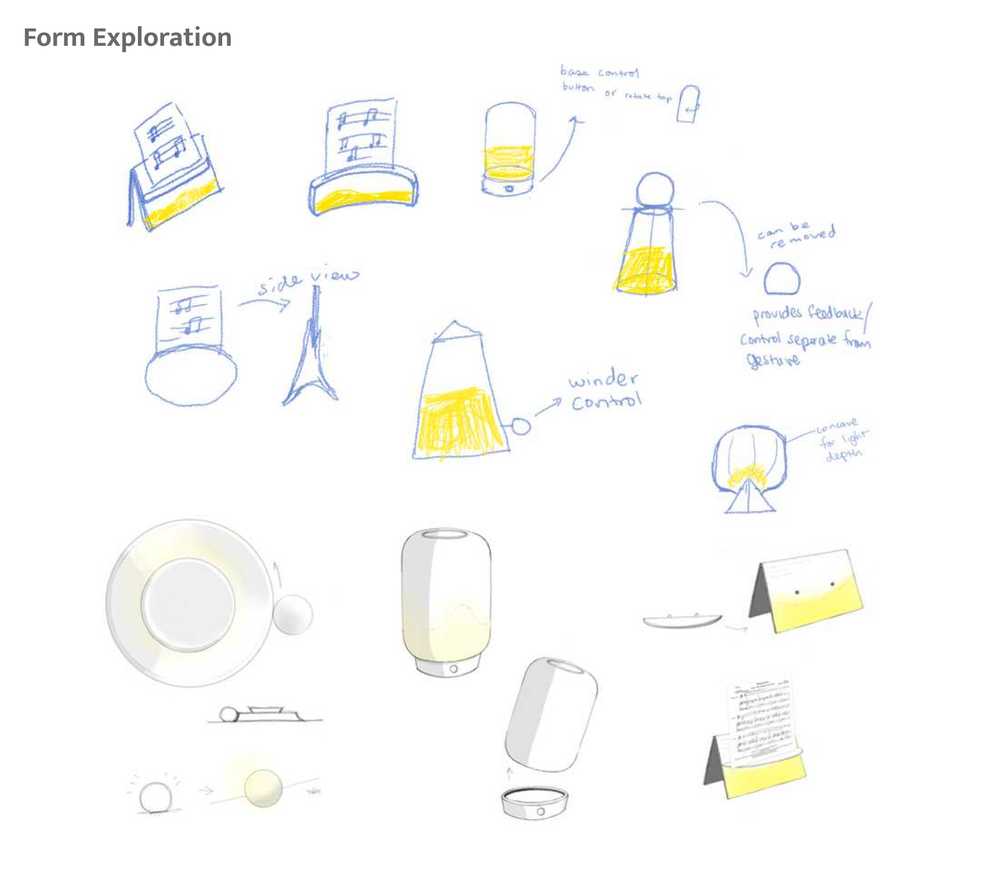 Form Exploration
base control
button or rotate top
can be
removed
provides feedback/
control separate from
gesture
side view
winder
control
concave
for light
depth